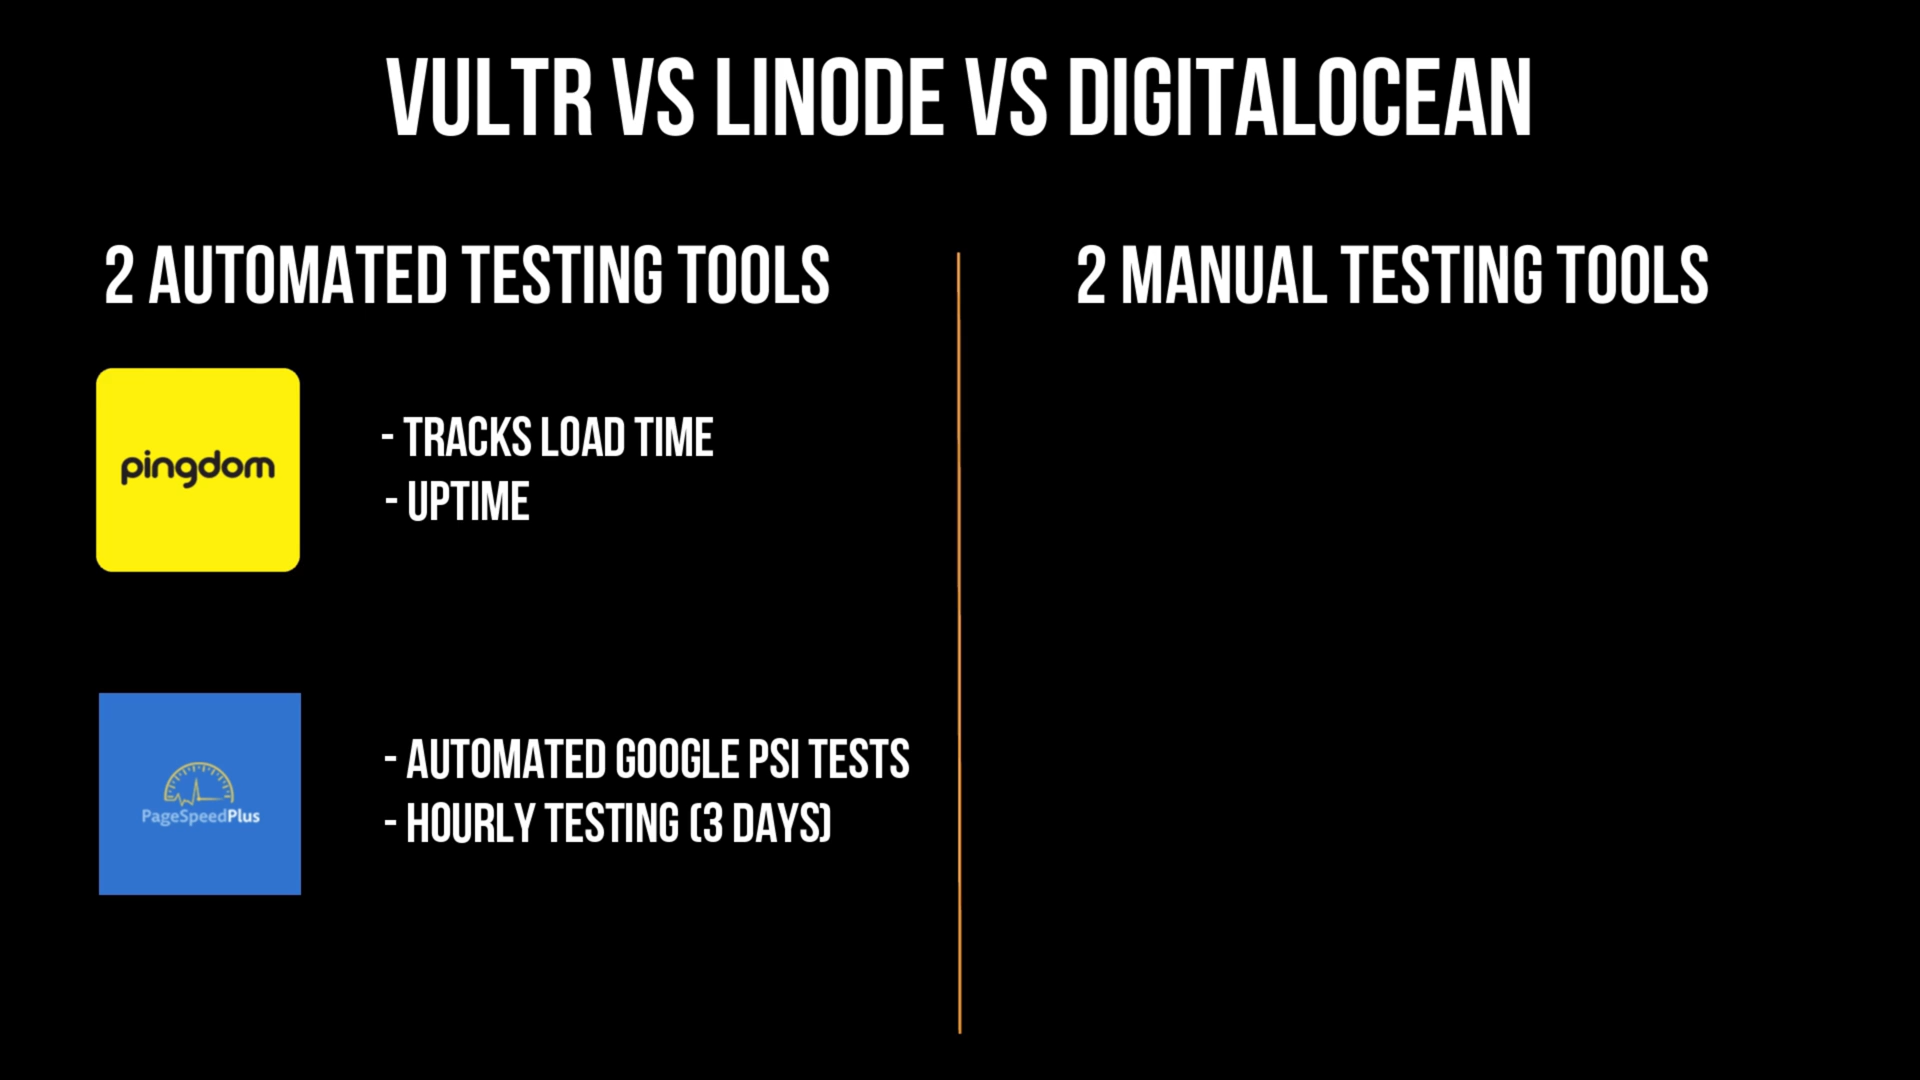 VULTR VS LINODE VS DIGITALOCEAN
2 AUTOMATED TESTING TOOLS
pingdom
- TRACKS LOAD TIME
- UPTIME
PageSpeedPlus
- AUTOMATED GOOGLE PSI TESTS
- HOURLY TESTING (3 DAYS)
2 MANUAL TESTING TOOLS